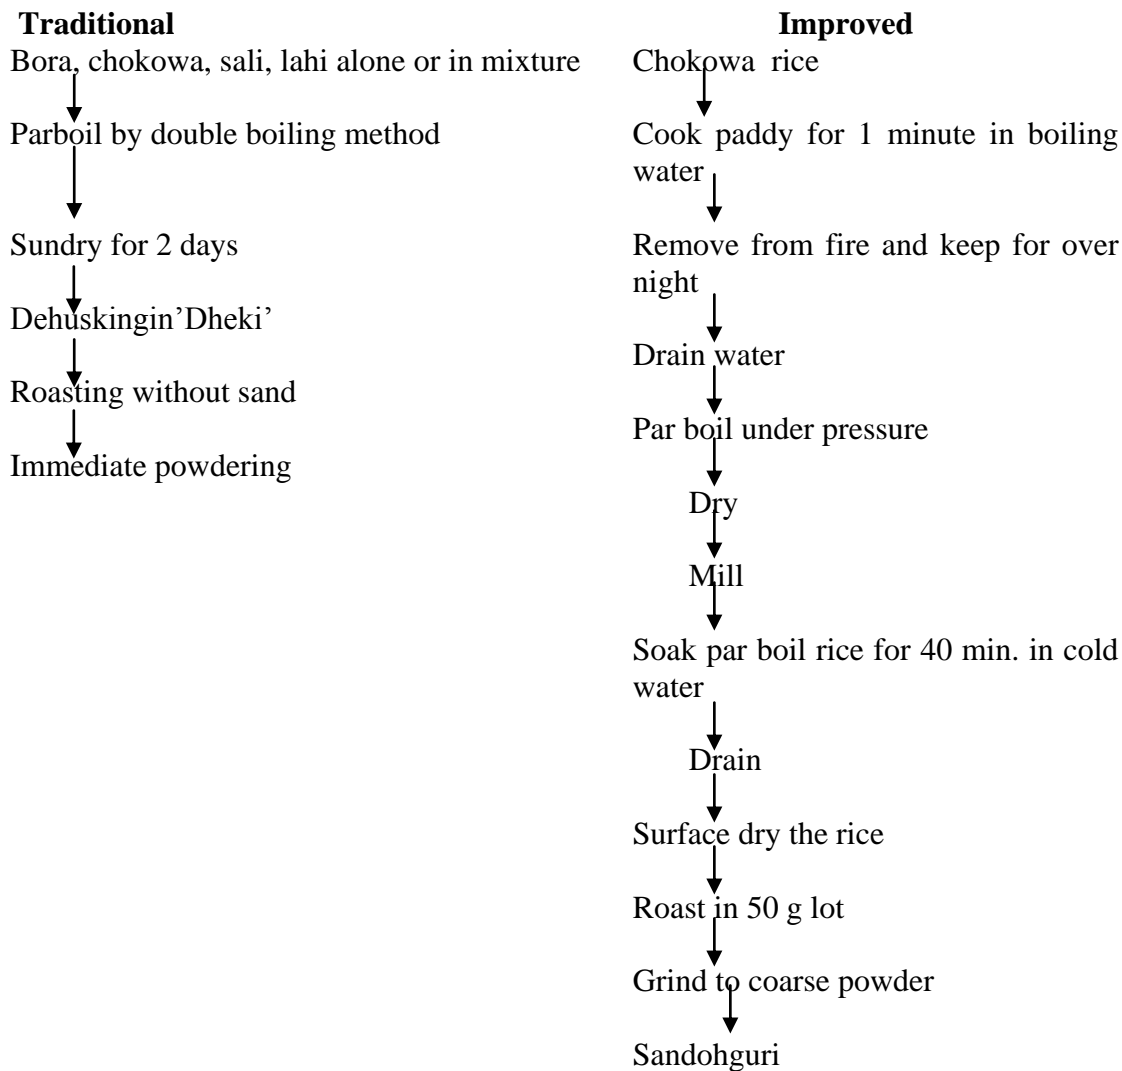 Traditional
Bora, chokowa, sali, lahi alone or in mixture
Parboil by double boiling method
Sundry for 2 days
Dehuskingin’Dheki’
Roasting without sand
Immediate powdering
Improved
Chokowa rice
Cook paddy for 1 minute in boiling
water
Remove from fire and keep for over
night
Drain water
Par boil under pressure
Dry
Mill
Soak par boil rice for 40 min. in cold
water
Drain
Surface dry the rice
Roast in 50 g lot
Grind to coarse powder
Sandohguri